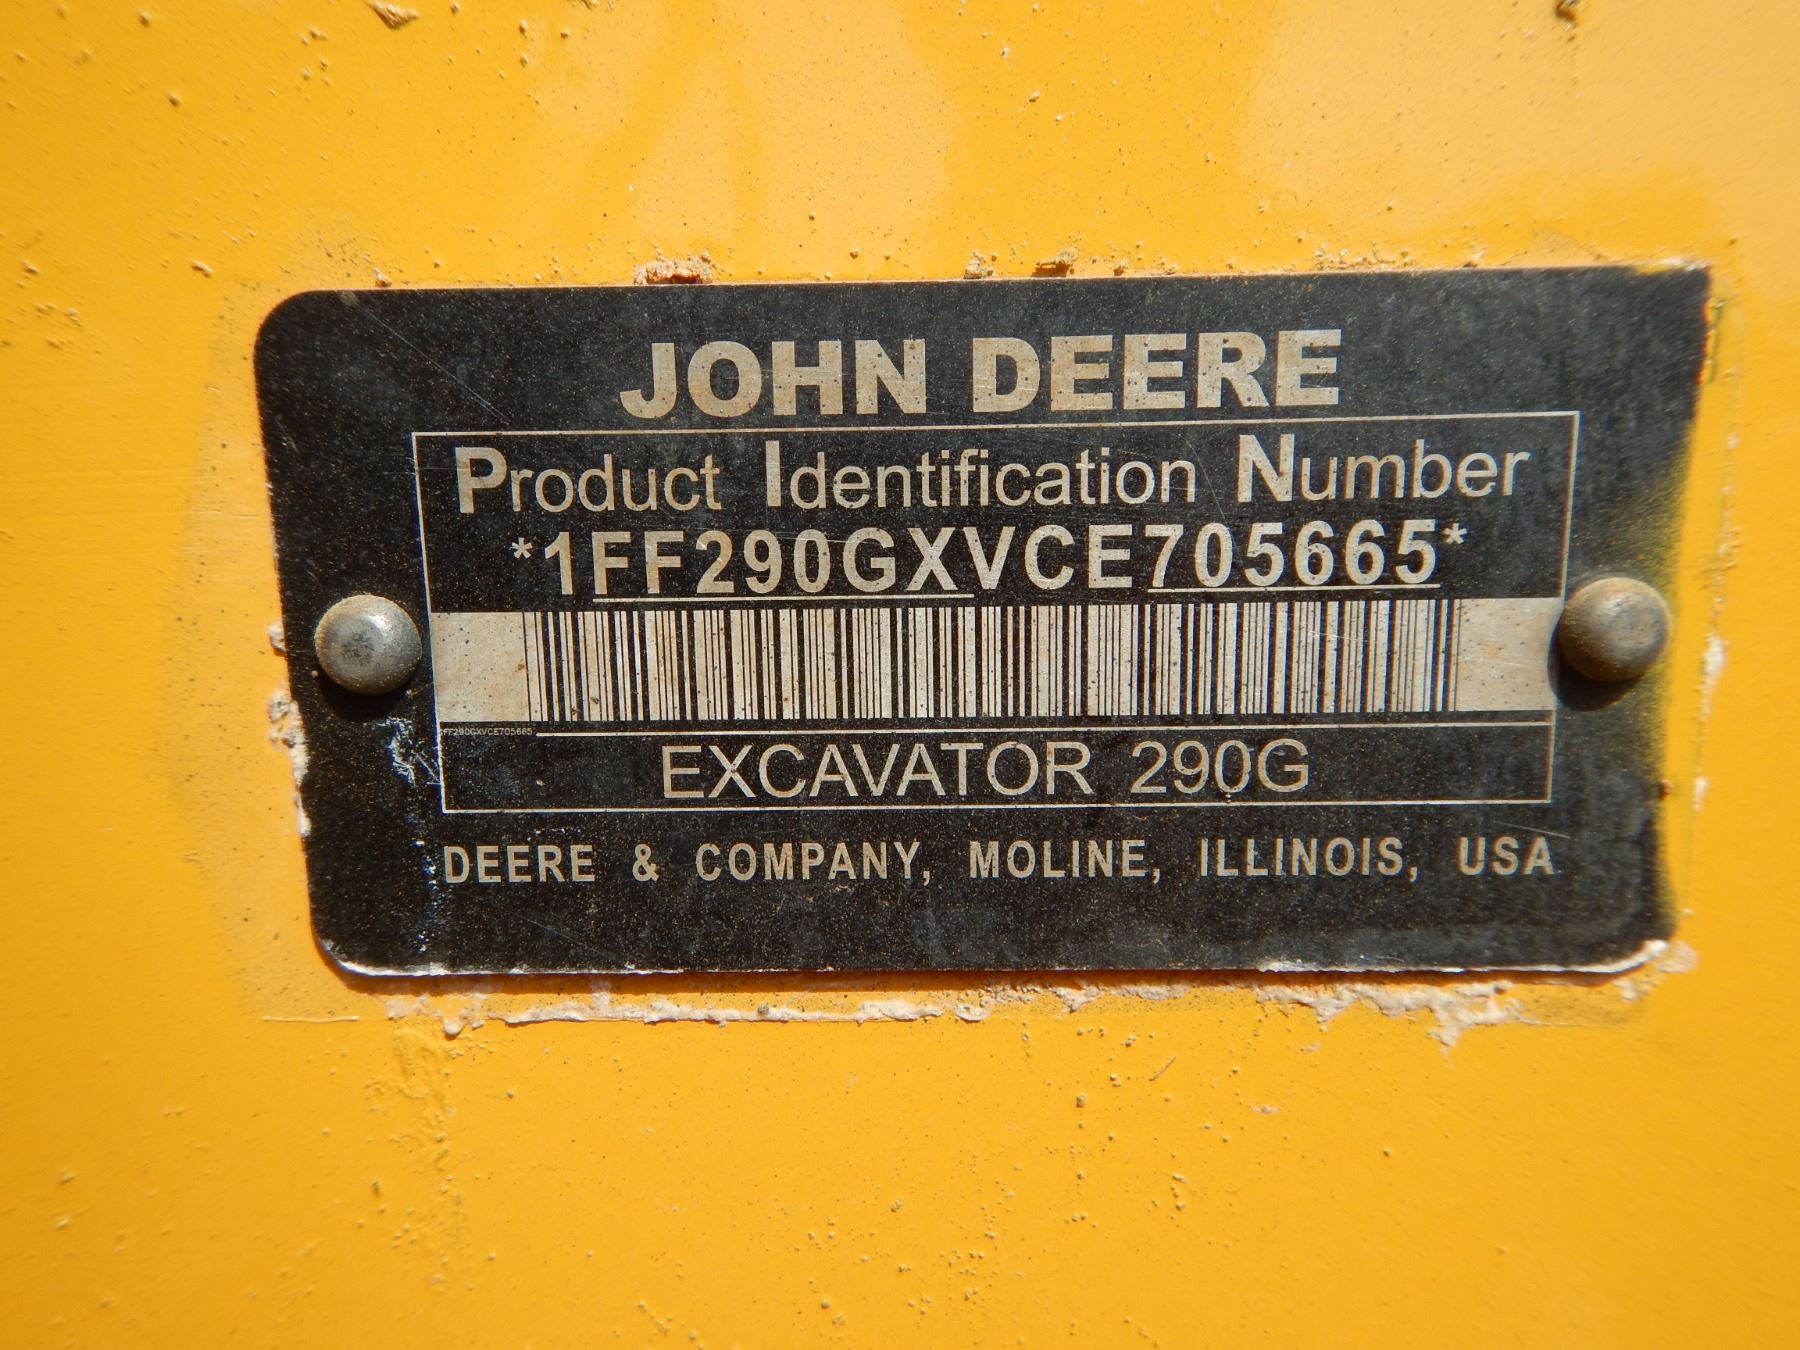 JOHN DEERE
Product Identification Number
*1FF290GXVCE705665*
1FF290GXVCE705665
EXCAVATOR 290G
DEERE & COMPANY, MOLINE, ILLINOIS, USA